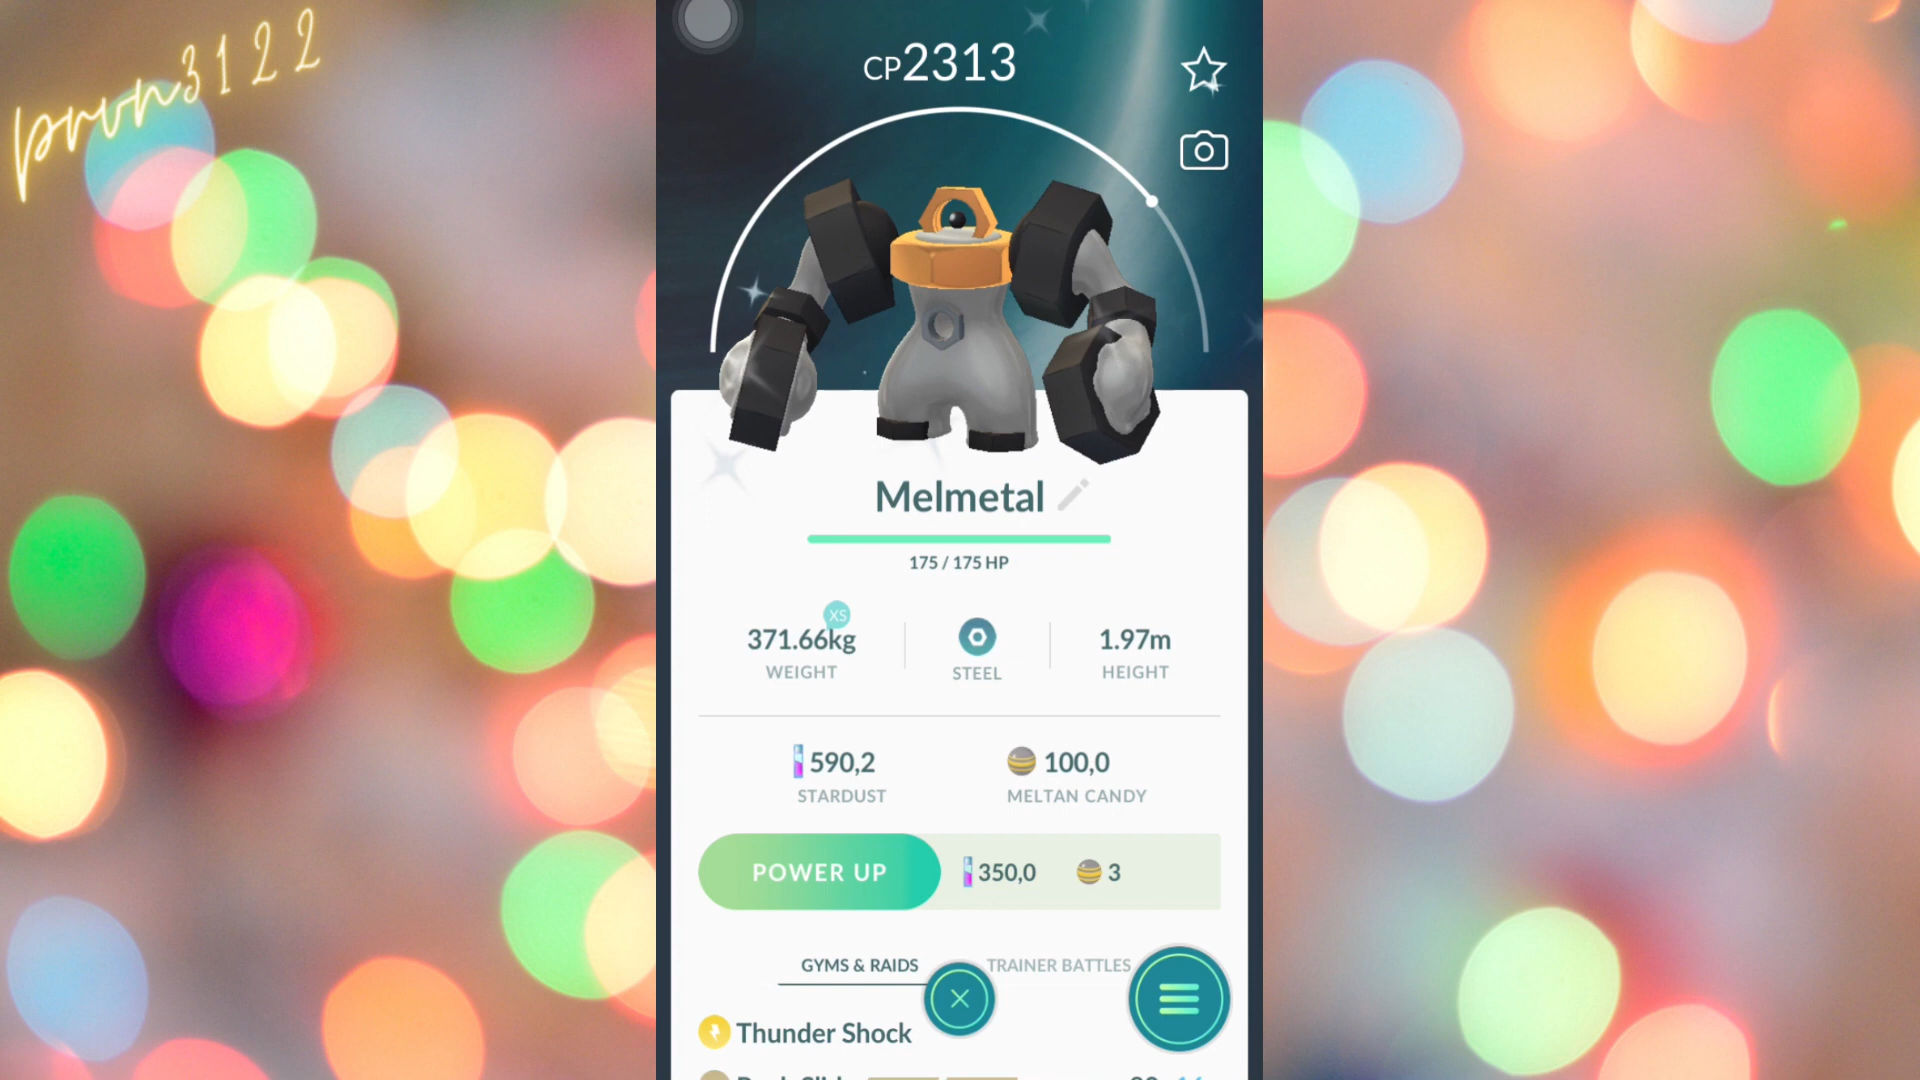 prvn3122
CP2313
Melmetal
175 / 175 HP
XS
371.66kg
WEIGHT
STEEL
1.97m
HEIGHT
590,2
STARDUST
100,0
MELTAN CANDY
POWER UP
350,0
3
GYMS & RAIDS
TRAINER BATTLES
Thunder Shock